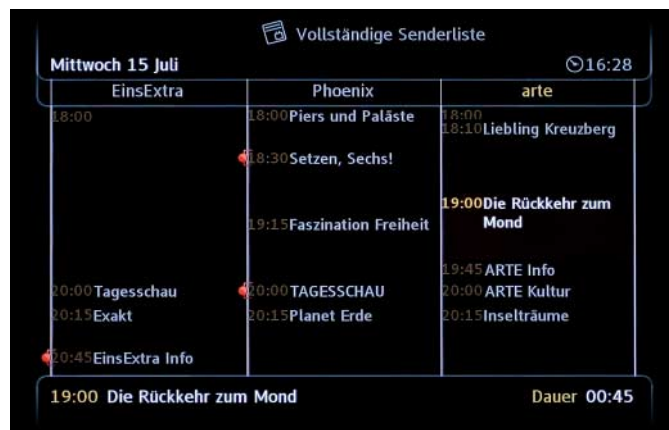 Vollständige Senderliste
Mittwoch 15 Juli
16:28
EinsExtra
Phoenix
arte
18:00
20:00 Tagesschau
20:15 Exakt
20:45 EinsExtra Info
18:00 Piers und Paläste
18:30 Setzen, Sechs!
19:15 Faszination Freiheit
20:00 TAGESSCHAU
20:15 Planet Erde
18:00
18:10 Liebling Kreuzberg
19:00 Die Rückkehr zum
Mond
19:45 ARTE Info
20:00 ARTE Kultur
20:15 Inselträume
19:00 Die Rückkehr zum Mond
Dauer 00:45